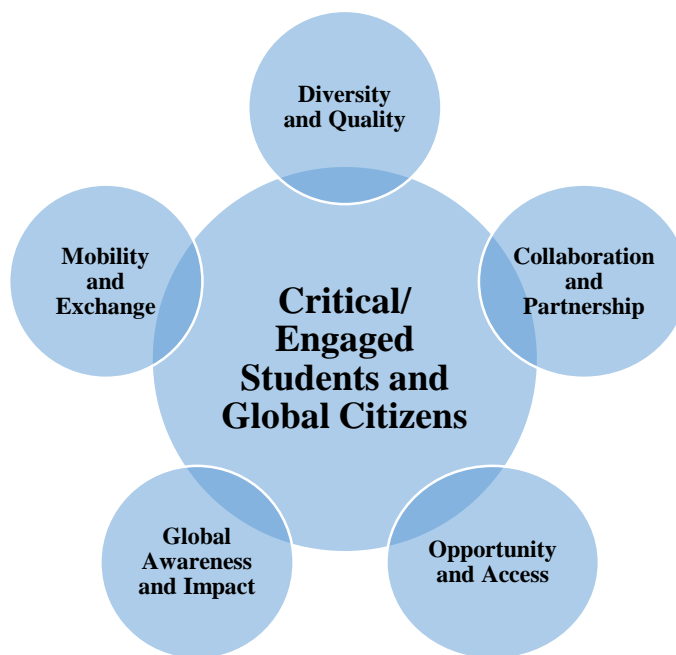 Diversity
and Quality
Mobility
and
Exchange
Collaboration
and
Partnership
Critical/
Engaged
Students and
Global Citizens
Global
Awareness
and Impact
Opportunity
and Access